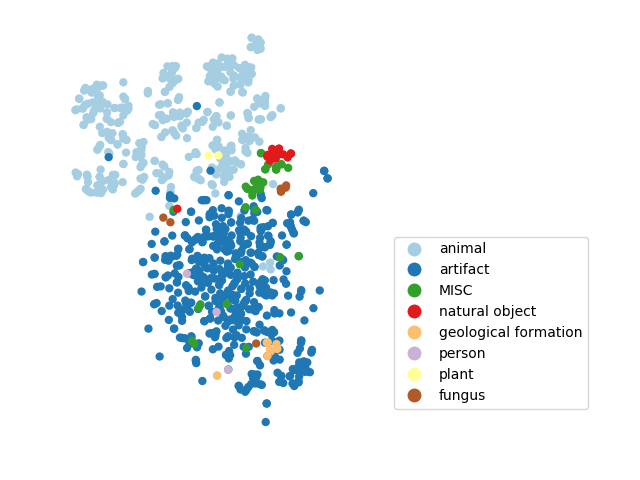 animal
artifact
MISC
natural object
geological formation
person
plant
fungus